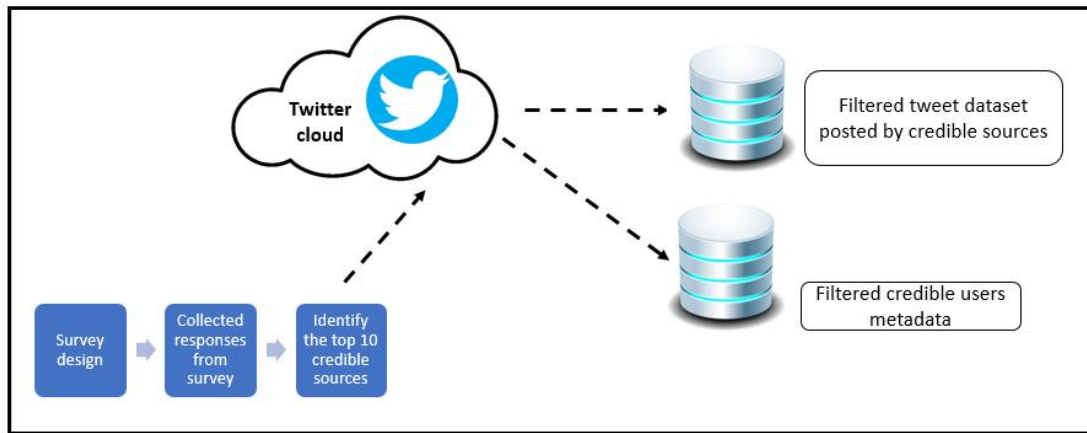 Twitter
cloud
Filtered tweet dataset
posted by credible sources
Filtered credible users
metadata
Survey
design
Collected
responses
from
survey
Identify
the top 10
credible
sources